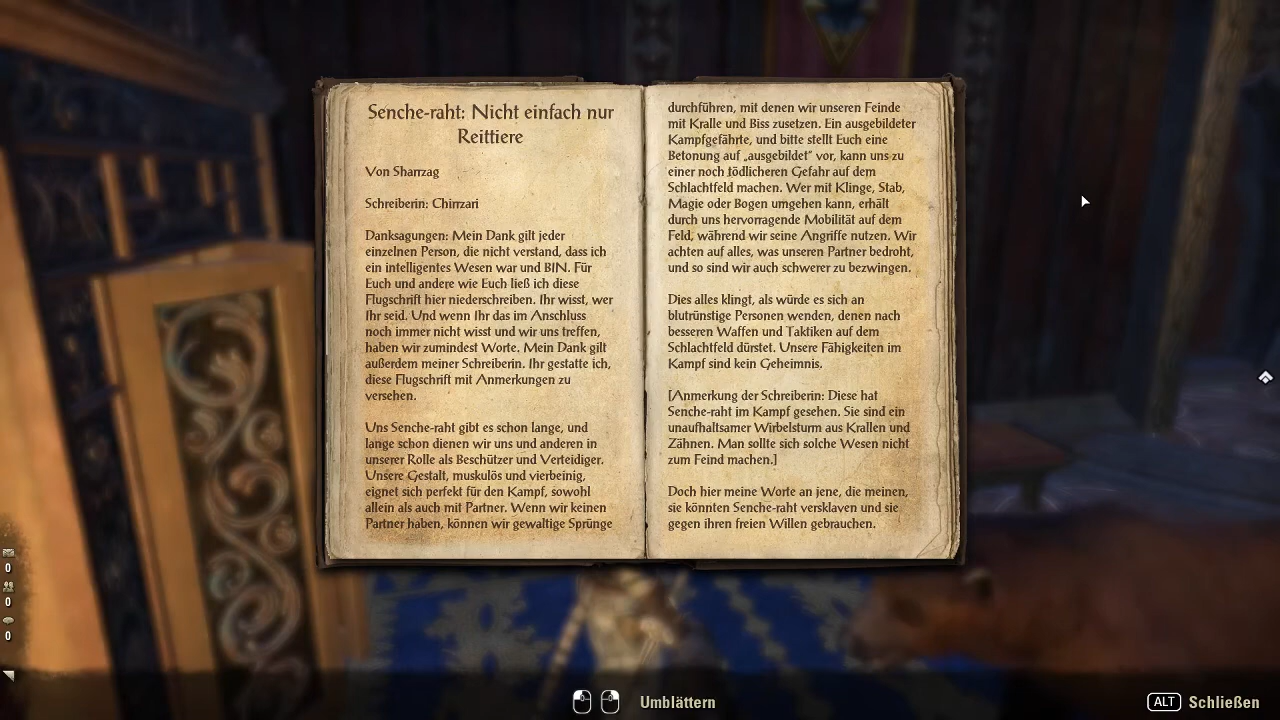 Senche-raht: Nicht einfach nur
Reittiere
Von Sharrzag
Schreiberin: Chirrzari
Danksagungen: Mein Dank gilt jeder
einzelnen Person, die nicht verstand, dass ich
ein intelligentes Wesen war und BIN. Für
Euch und andere wie Euch ließ ich diese
Flugschrift hier niederschreiben. Ihr wisst, wer
Ihr seid. Und wenn Ihr das im Anschluss
noch immer nicht wisst und wir uns treffen,
haben wir zumindest Worte. Mein Dank gilt
außerdem meiner Schreiberin. Ihr gestatte ich,
diese Flugschrift mit Anmerkungen zu
versehen.
Uns Senche-raht gibt es schon lange, und
lange schon dienen wir uns und anderen in
unserer Rolle als Beschützer und Verteidiger.
Unsere Gestalt, muskulös und vierbeinig,
eignet sich perfekt für den Kampf, sowohl
allein als auch mit Partner. Wenn wir keinen
Partner haben, können wir gewaltige Sprünge
durchführen, mit denen wir unseren Feinde
mit Kralle und Biss zusetzen. Ein ausgebildeter
Kampfgefährte, und bitte stellt Euch eine
Betonung auf „ausgebildet“ vor, kann uns zu
einer noch tödlicheren Gefahr auf dem
Schlachtfeld machen. Wer mit Klinge, Stab,
Magie oder Bogen umgehen kann, erhält
durch uns hervorragende Mobilität auf dem
Feld, während wir seine Angriffe nutzen. Wir
achten auf alles, was unseren Partner bedroht,
und so sind wir auch schwerer zu bezwingen.
Dies alles klingt, als würde es sich an
blutrünstige Personen wenden, denen nach
besseren Waffen und Taktiken auf dem
Schlachtfeld dürstet. Unsere Fähigkeiten im
Kampf sind kein Geheimnis.
[Anmerkung der Schreiberin: Diese hat
Senche-raht im Kampf gesehen. Sie sind ein
unaufhaltsamer Wirbelsturm aus Krallen und
Zähnen. Man sollte sich solche Wesen nicht
zum Feind machen.]
Doch hier meine Worte an jene, die meinen,
sie könnten Senche-raht versklaven und sie
gegen ihren freien Willen gebrauchen.
0
0
0
Umblättern
ALT Schließen